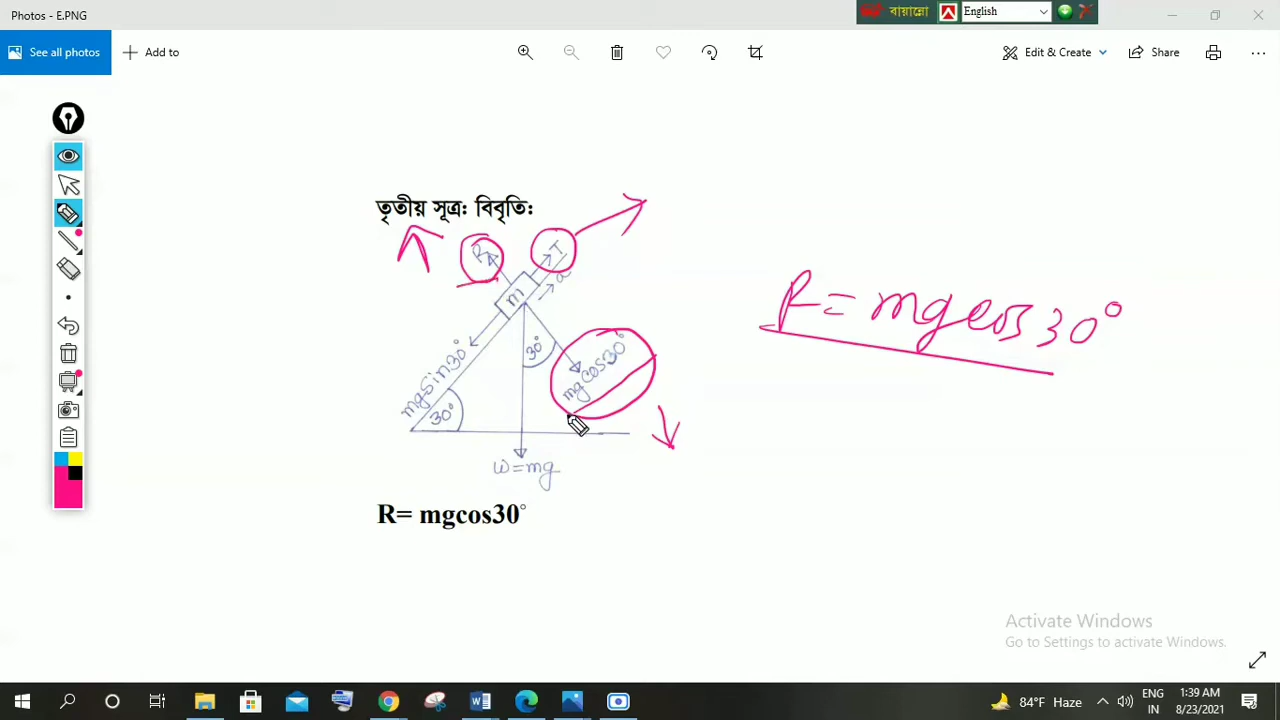 Photos - E.PNG
বায়ান্নো
English
See all photos
Add to
Edit & Create
Share
তৃতীয় সূত্র: বিবৃতি:
R
T
a
m
R = mgcos30°
30°
mgsin30°
mgcos30°
30°
W=mg
R= mgcos30°
Activate Windows
Go to Settings to activate Windows.
84°F Haze
ENG
IN
1:39 AM
8/23/2021